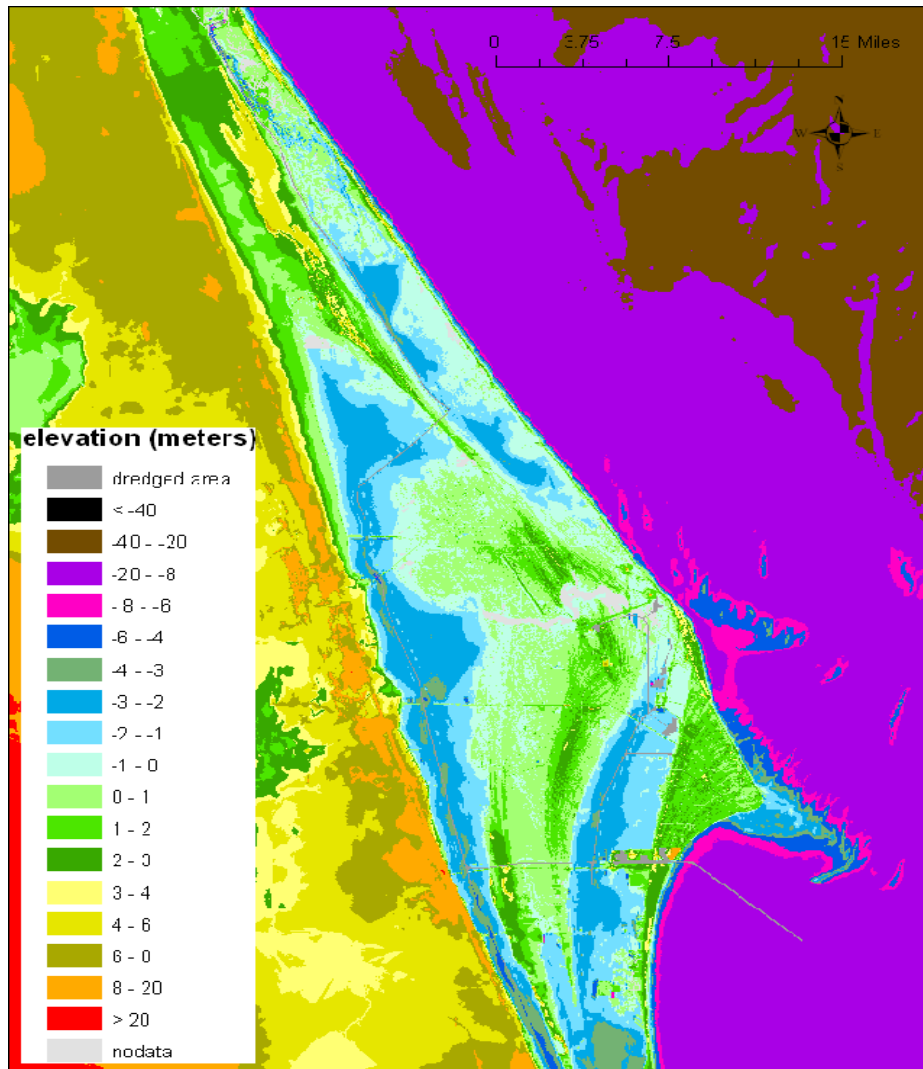 0 3.75 7.5 15 Miles
N
W E
S
elevation (meters)
dredged area
< -40
-40 - -20
-20 - -8
-8 - -6
-6 - -4
-4 - -3
-3 - -2
-2 - -1
-1 - 0
0 - 1
1 - 2
2 - 0
3 - 4
4 - 6
6 - 0
8 - 20
> 20
nodata